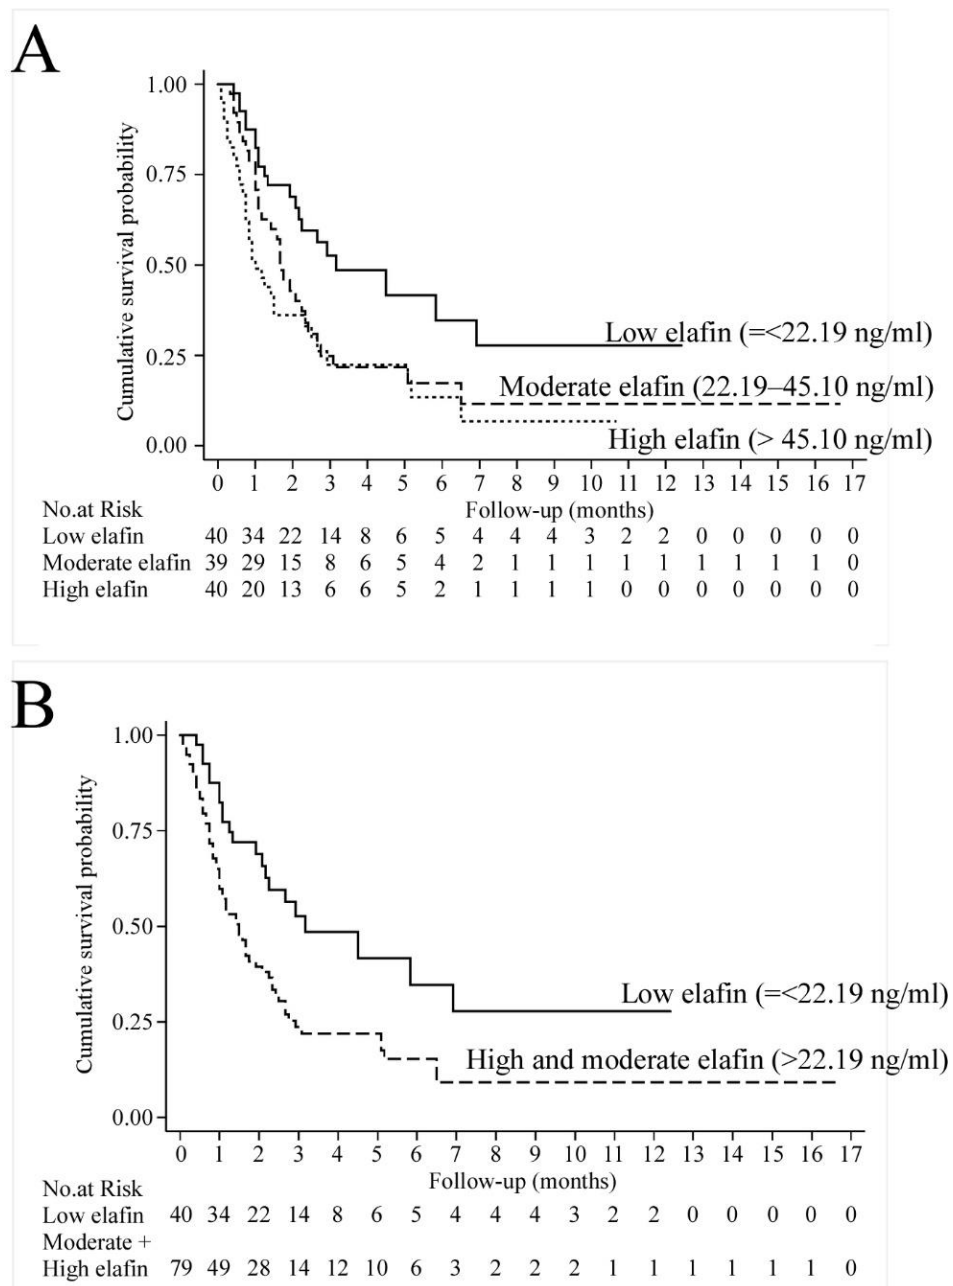 A
Cumulative survival probability
1.00
0.75
0.50
0.25
0.00
Low elafin (=<22.19 ng/ml)
Moderate elafin (22.19–45.10 ng/ml)
High elafin (> 45.10 ng/ml)
0 1 2 3 4 5 6 7 8 9 10 11 12 13 14 15 16 17
Follow-up (months)
No.at Risk
Low elafin 40 34 22 14 8 6 5 4 4 4 3 2 2 0 0 0 0 0
Moderate elafin 39 29 15 8 6 5 4 2 1 1 1 1 1 1 1 1 1 0
High elafin 40 20 13 6 6 5 2 1 1 1 1 0 0 0 0 0 0 0
B
Cumulative survival probability
1.00
0.75
0.50
0.25
0.00
Low elafin (=<22.19 ng/ml)
High and moderate elafin (>22.19 ng/ml)
0 1 2 3 4 5 6 7 8 9 10 11 12 13 14 15 16 17
Follow-up (months)
No.at Risk
Low elafin 40 34 22 14 8 6 5 4 4 4 3 2 2 0 0 0 0 0
Moderate +
High elafin 79 49 28 14 12 10 6 3 2 2 2 1 1 1 1 1 1 0